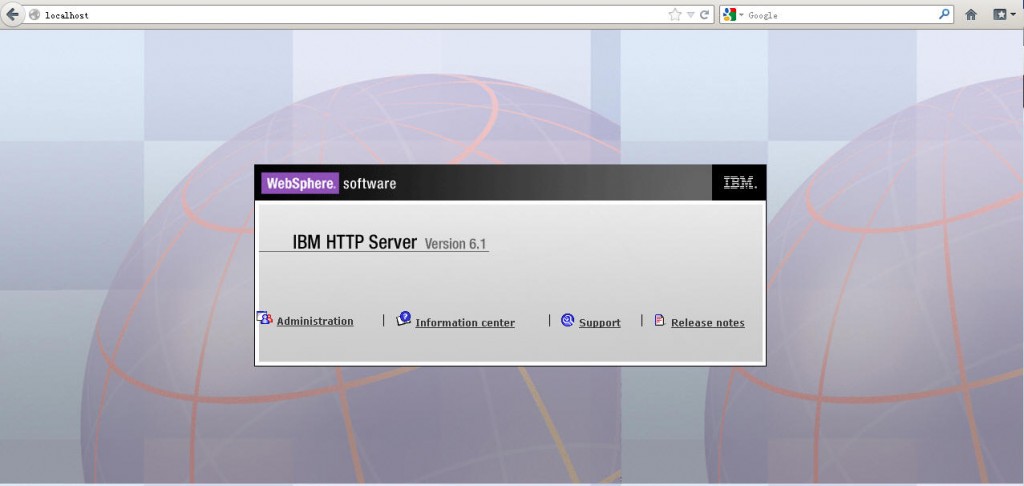 localhost
Google
WebSphere. software
IBM.
IBM HTTP Server Version 6.1
Administration | Information center | Support | Release notes